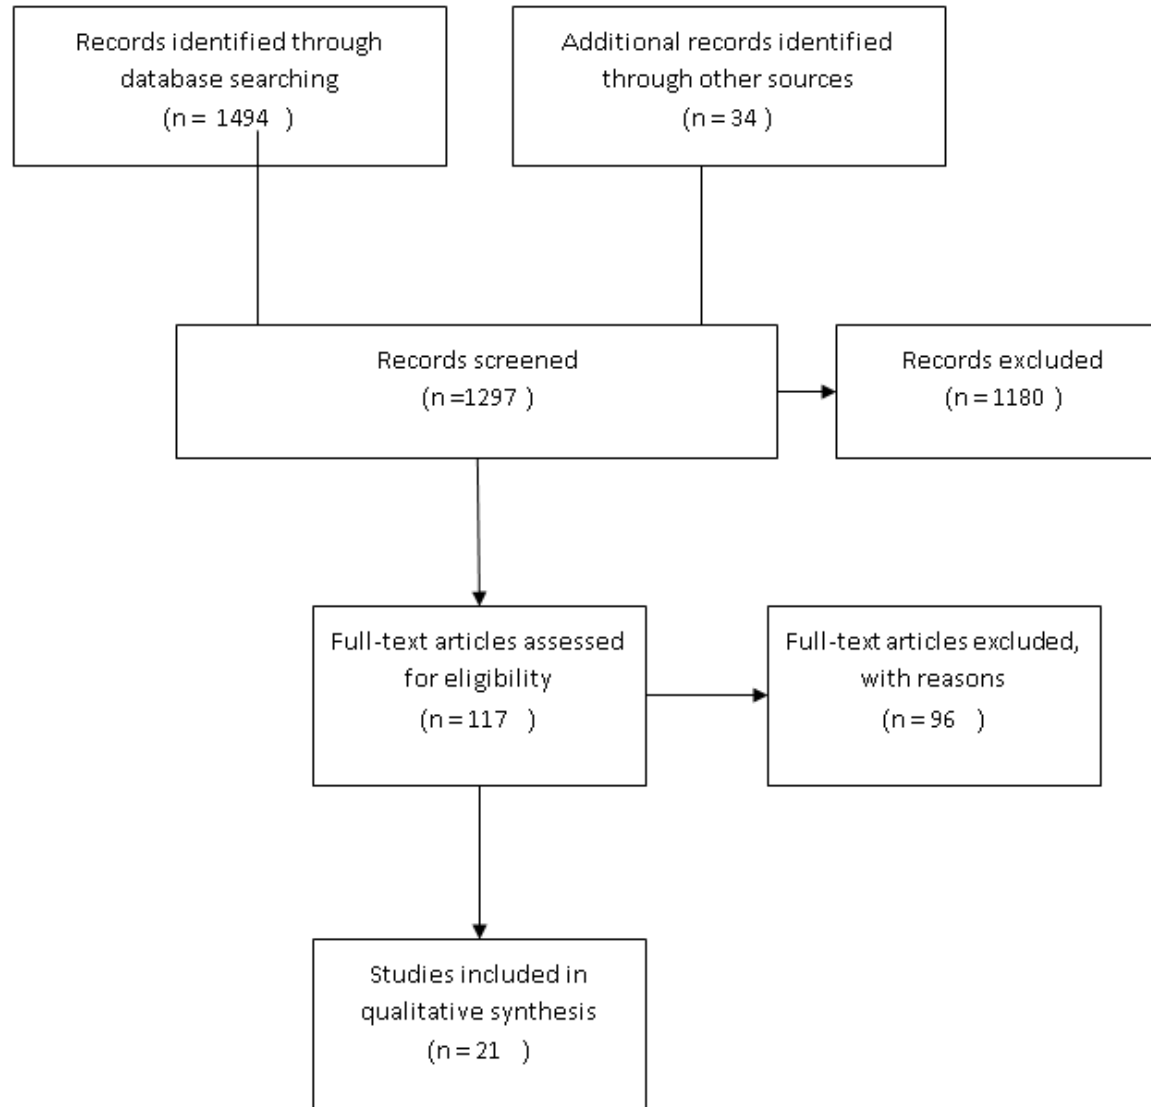 Records identified through
database searching
(n = 1494 )
Additional records identified
through other sources
(n = 34 )
Records screened
(n =1297 )
Records excluded
(n = 1180 )
Full-text articles assessed
for eligibility
(n = 117 )
Full-text articles excluded,
with reasons
(n = 96 )
Studies included in
qualitative synthesis
(n = 21 )